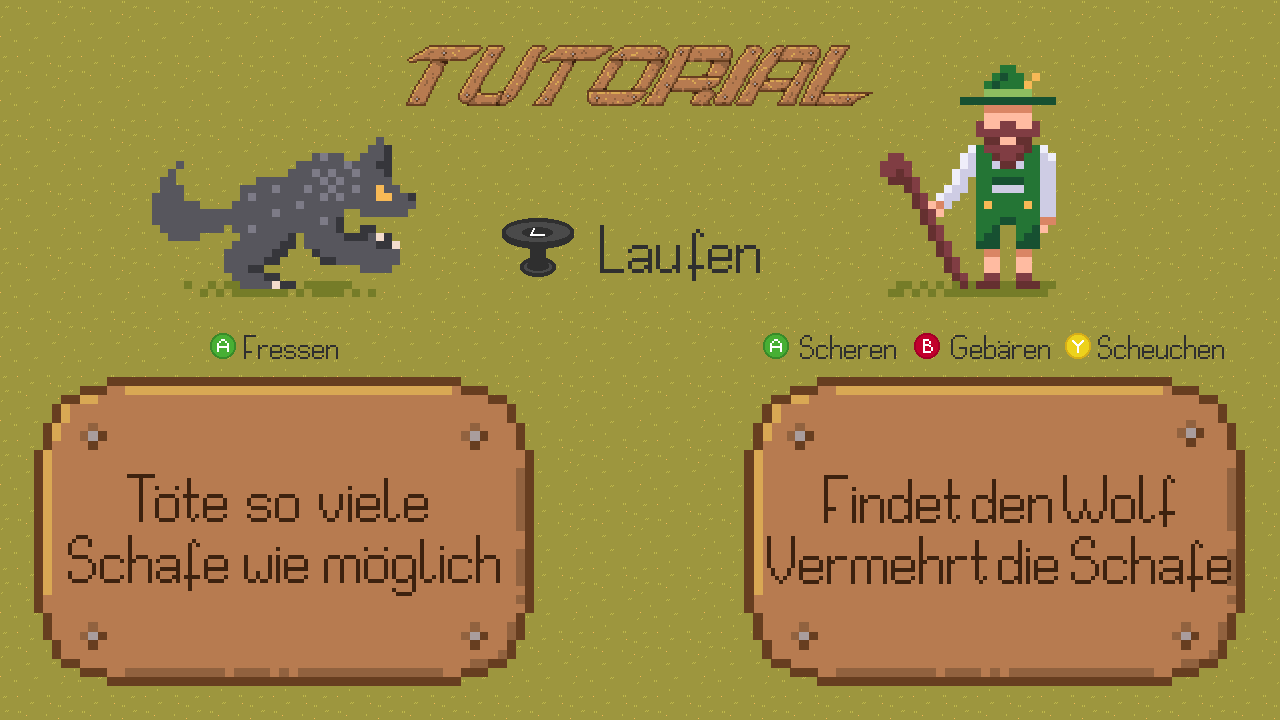 TUTORIAL
L Laufen
A Fressen
A Scheren B Gebären Y Scheuchen
Töte so viele
Schafe wie möglich
Findet den Wolf
Vermehrt die Schafe